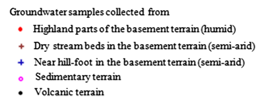 Groundwater samples collected from
Highland parts of the basement terrain (humid)
Dry stream beds in the basement terrain (semi-arid)
Near hill-foot in the basement terrain (semi-arid)
Sedimentary terrain
Volcanic terrain